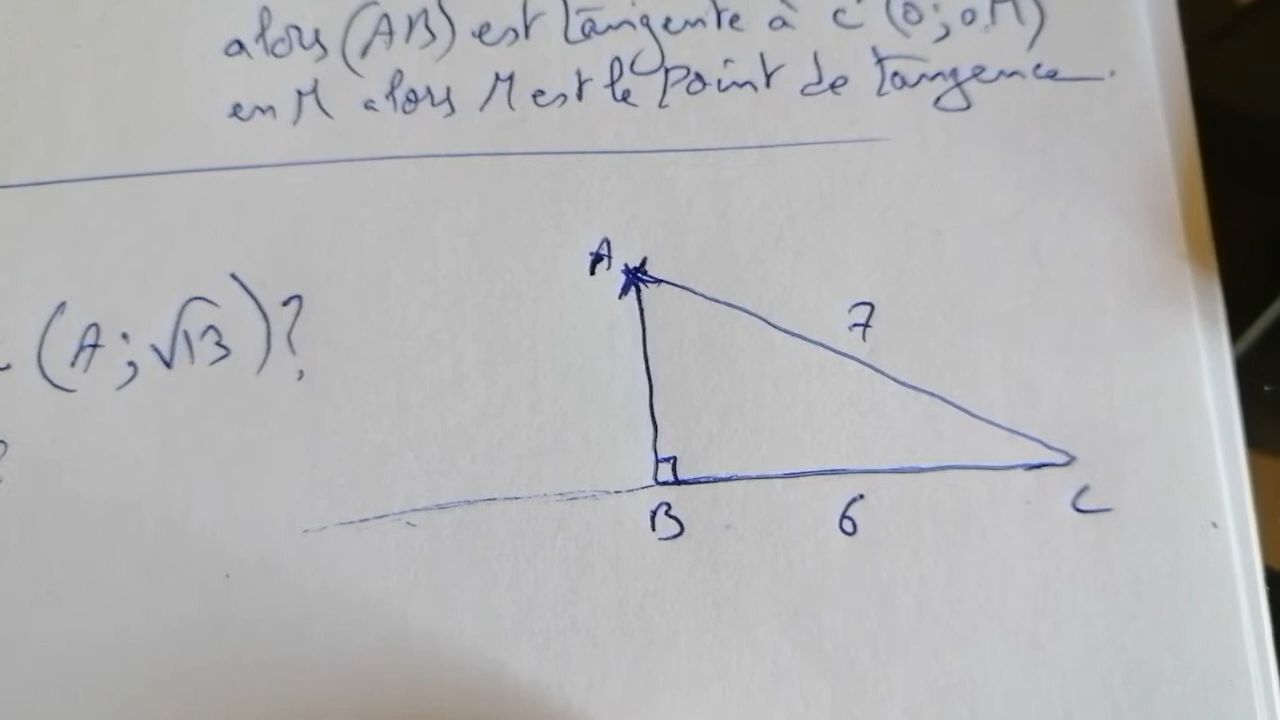 alors (AB) est tangente à C (O; OM)
en M alors M est le point de tangence.
A
7
(A; √13)?
B
6
C